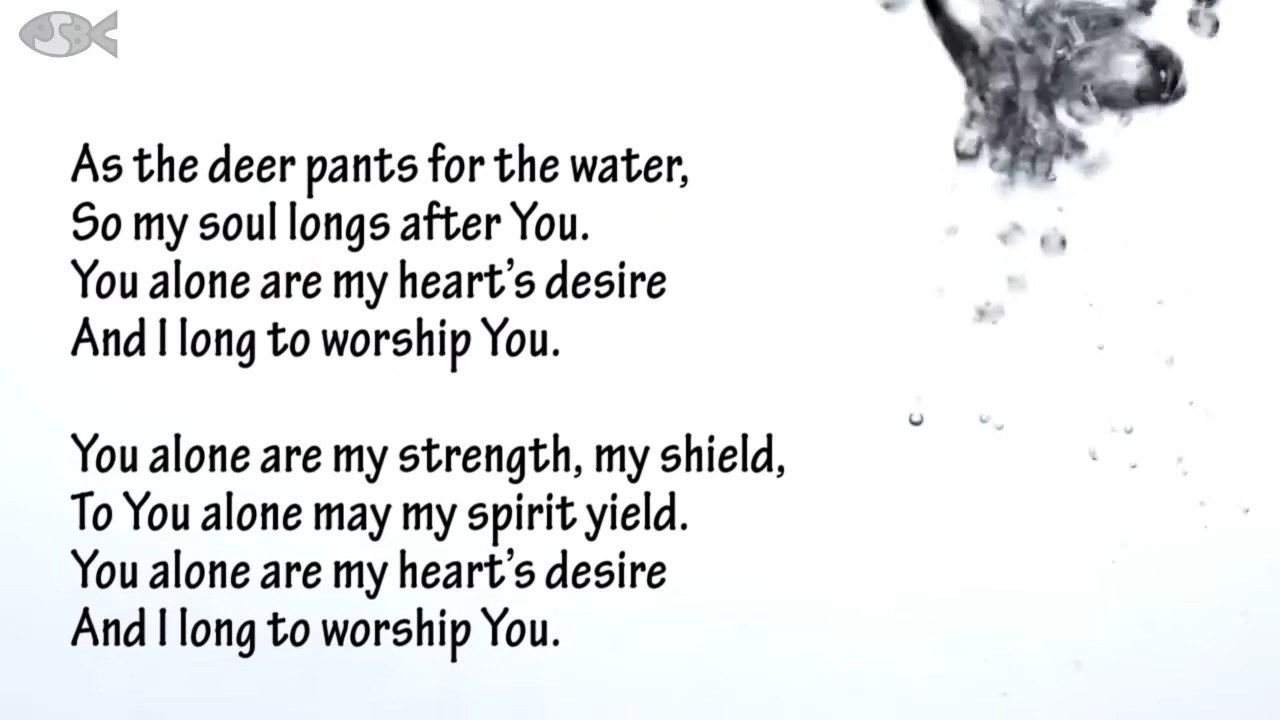 PSBC
As the deer pants for the water,
So my soul longs after You.
You alone are my heart's desire
And I long to worship You.
You alone are my strength, my shield,
To You alone may my spirit yield.
You alone are my heart's desire
And I long to worship You.